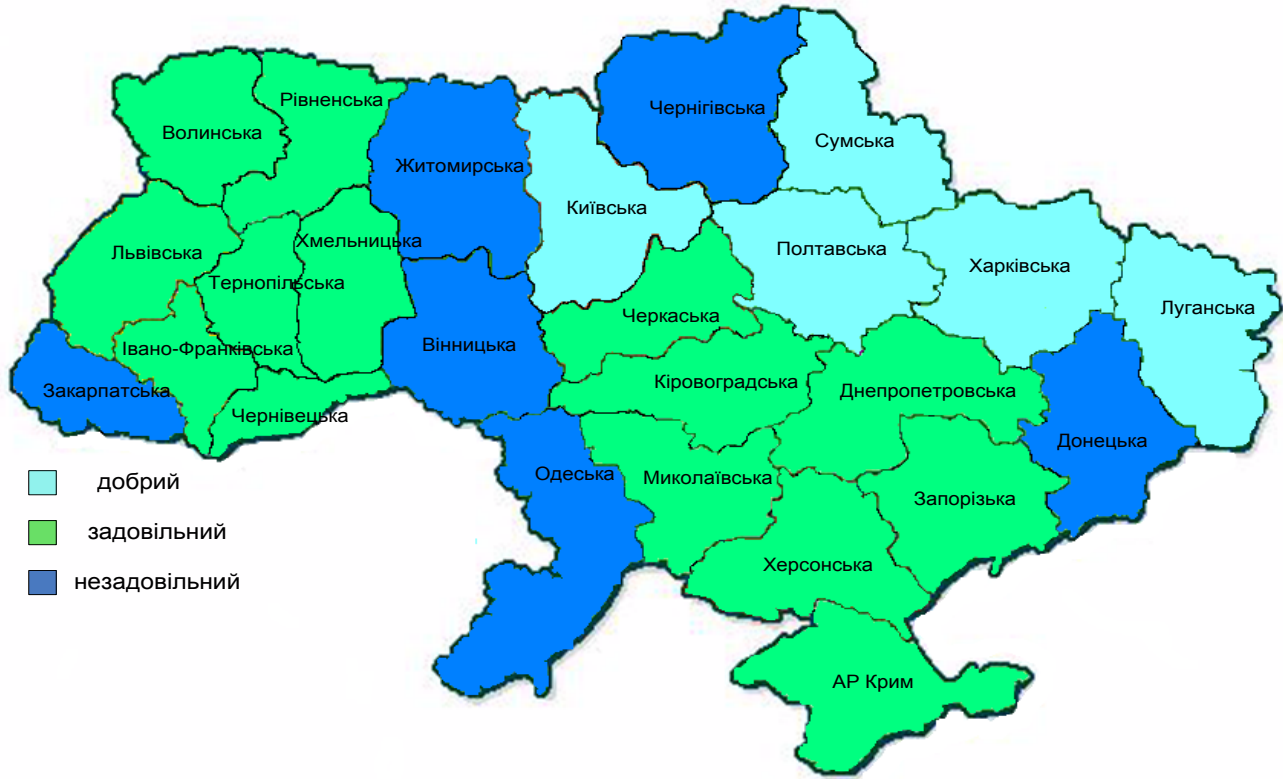 Чернігівська
Рівненська
Волинська
Сумська
Житомирська
Київська
Хмельницька
Полтавська
Львівська
Харківська
Тернопільська
Луганська
Черкаська
Івано-Франківська
Вінницька
Кіровоградська
Закарпатська
Днепропетровська
Чернівецька
Донецька
Одеська
Миколаївська
Запорізька
Херсонська
АР Крим
добрий
задовільний
незадовільний